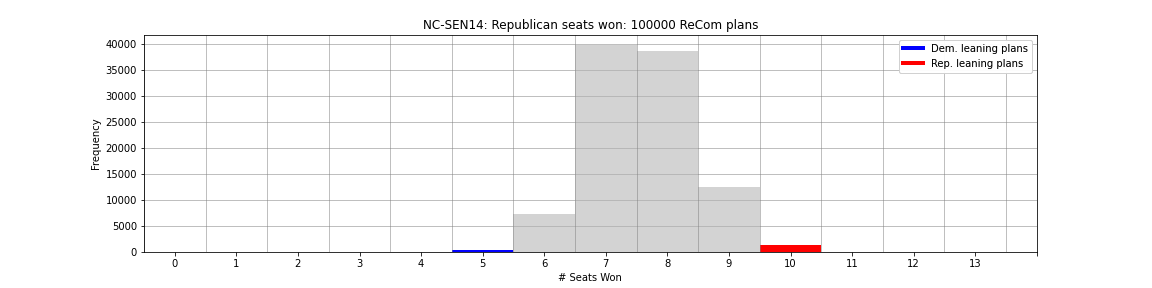 NC-SEN14: Republican seats won: 100000 ReCom plans
Dem. leaning plans
Rep. leaning plans
Frequency
40000
35000
30000
25000
20000
15000
10000
5000
0
0 1 2 3 4 5 6 7 8 9 10 11 12 13
# Seats Won